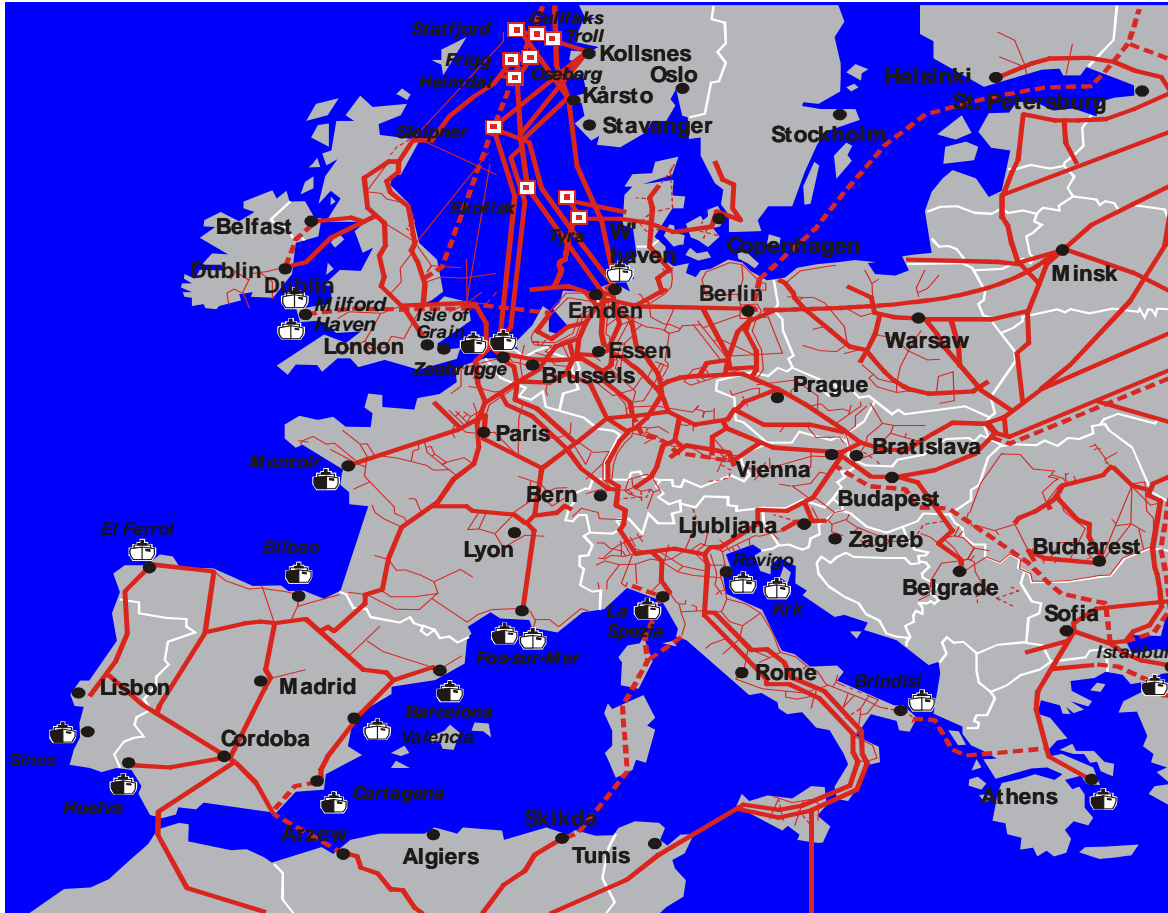 Gullfaks
Statfjord
Troll
Kollsnes
Frigg
Oseberg
Oslo
Heimdal
Kårsto
Helsinki
St. Petersburg
Sleipner
Stavanger
Stockholm
Ekofisk
Belfast
Tyra
W'
haven
Copenhagen
Dublin
Dublin
Minsk
Milford
Haven
Isle of
Grain
Emden
Berlin
London
Zeebrugge
Essen
Brussels
Warsaw
Prague
Paris
Montoir
Bratislava
Vienna
Bern
Budapest
El Ferrol
Bilbao
Lyon
Ljubljana
Zagreb
Rovigo
Krk
Bucharest
Belgrade
La
Spezia
Sofia
Fos-sur-Mer
Istanbul
Lisbon
Madrid
Rome
Brindisi
Barcelona
Valencia
Cordoba
Sines
Huelva
Cartagena
Athens
Arzew
Algiers
Skikda
Tunis